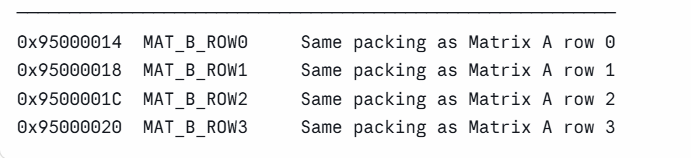 0x95000014  MAT_B_ROW0     Same packing as Matrix A row 0
0x95000018  MAT_B_ROW1     Same packing as Matrix A row 1
0x9500001C  MAT_B_ROW2     Same packing as Matrix A row 2
0x95000020  MAT_B_ROW3     Same packing as Matrix A row 3